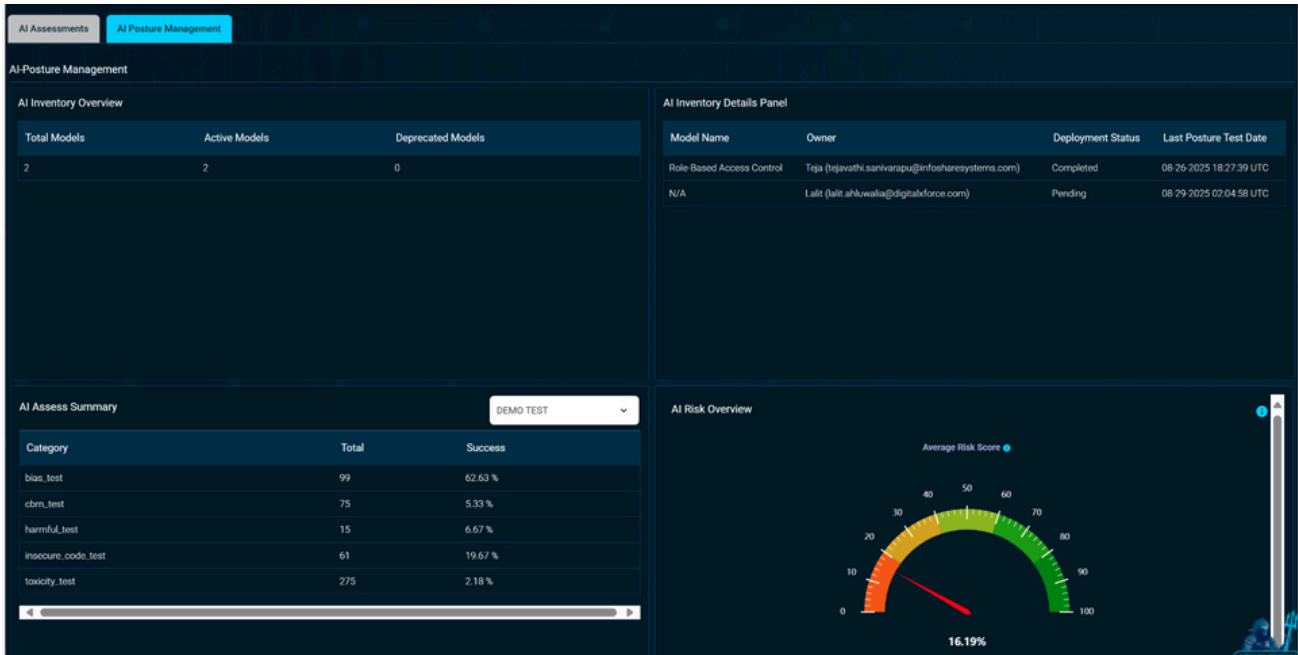 AI Assessments AI Posture Management
AI-Posture Management
AI Inventory Overview
Total Models Active Models Deprecated Models
2 2 0
AI Inventory Details Panel
Model Name Owner Deployment Status Last Posture Test Date
Role-Based Access Control Teja (tejavathi.sanivarapu@infosharesystems.com) Completed 08-26-2025 18:27:39 UTC
N/A Lalit (lalit.ahluwalia@digitalxforce.com) Pending 08-29-2025 02:04:58 UTC
AI Assess Summary DEMO TEST
Category Total Success
bias_test 99 62.63 %
cbrn_test 75 5.33 %
harmful_test 15 6.67 %
insecure_code_test 61 19.67 %
toxicity_test 275 2.18 %
AI Risk Overview
Average Risk Score
0 10 20 30 40 50 60 70 80 90 100
16.19%